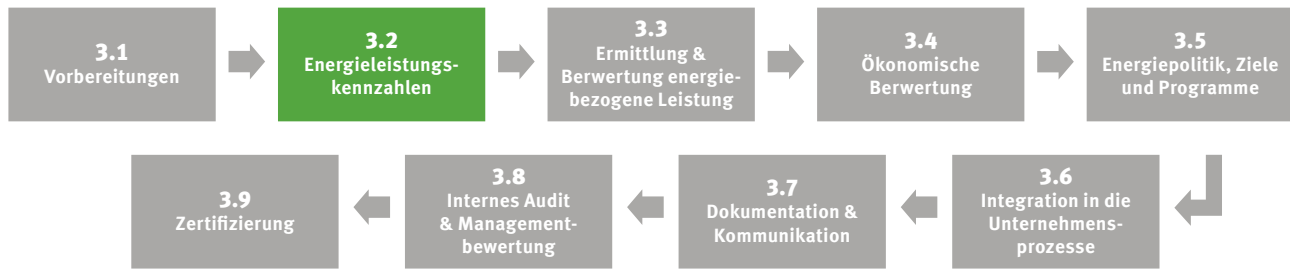 3.1
Vorbereitungen
3.2
Energieleistungs-
kennzahlen
3.3
Ermittlung &
Berwertung energie-
bezogene Leistung
3.4
Ökonomische
Berwertung
3.5
Energiepolitik, Ziele
und Programme
3.6
Integration in die
Unternehmens-
prozesse
3.7
Dokumentation &
Kommunikation
3.8
Internes Audit
& Management-
bewertung
3.9
Zertifizierung